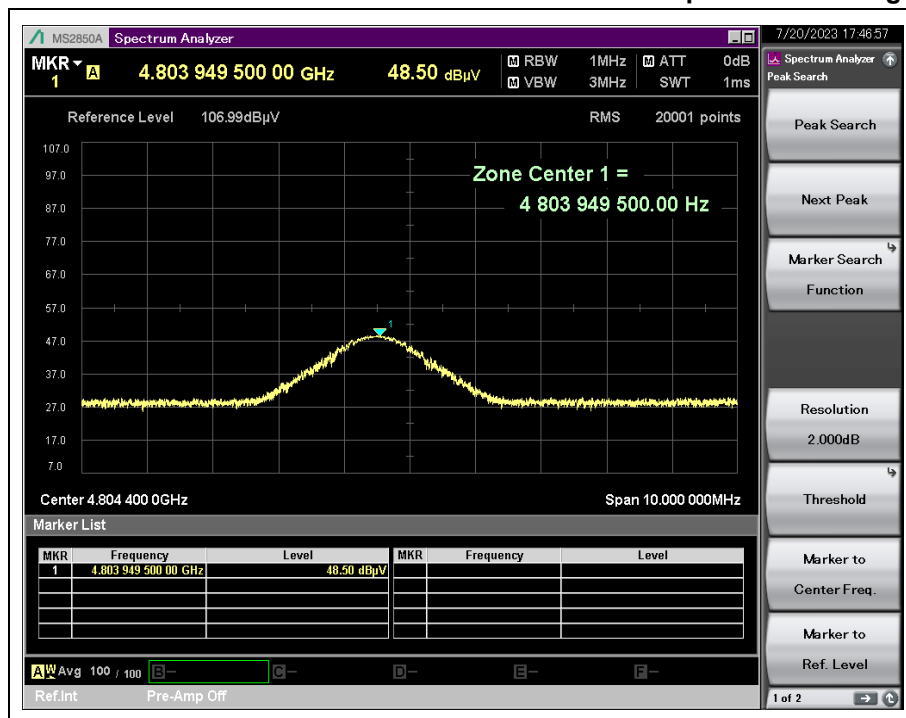 MS2850A Spectrum Analyzer
7/20/2023 17:46:57
MKR 1 A 4.803 949 500 00 GHz 48.50 dBµV
M RBW 1MHz M ATT 0dB
M VBW 3MHz SWT 1ms
Spectrum Analyzer
Peak Search
Reference Level 106.99dBµV RMS 20001 points
107.0
97.0
87.0
77.0
67.0
57.0
47.0
37.0
27.0
17.0
7.0
Zone Center 1 =
4 803 949 500.00 Hz
1
Center 4.804 400 0GHz Span 10.000 000MHz
Marker List
MKR Frequency Level MKR Frequency Level
1 4.803 949 500 00 GHz 48.50 dBµV
A W Avg 100 / 100 B- C- D- E- F-
Ref.Int Pre-Amp Off
Peak Search
Next Peak
Marker Search
Function
Resolution
2.000dB
Threshold
Marker to
Center Freq.
Marker to
Ref. Level
1 of 2